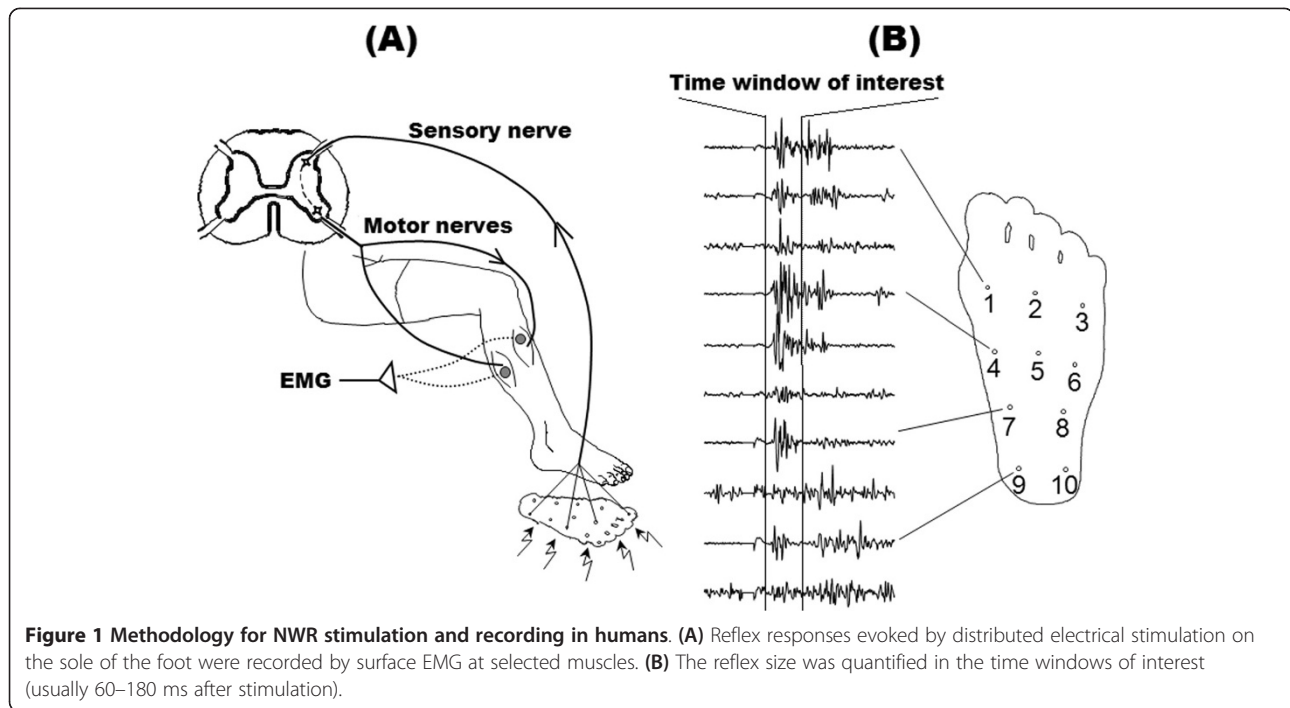 (A)
(B)
Time window of interest
Sensory nerve
Motor nerves
EMG
1
2
3
4
5
6
7
8
9
10
Figure 1 Methodology for NWR stimulation and recording in humans. (A) Reflex responses evoked by distributed electrical stimulation on
the sole of the foot were recorded by surface EMG at selected muscles. (B) The reflex size was quantified in the time windows of interest
(usually 60–180 ms after stimulation).